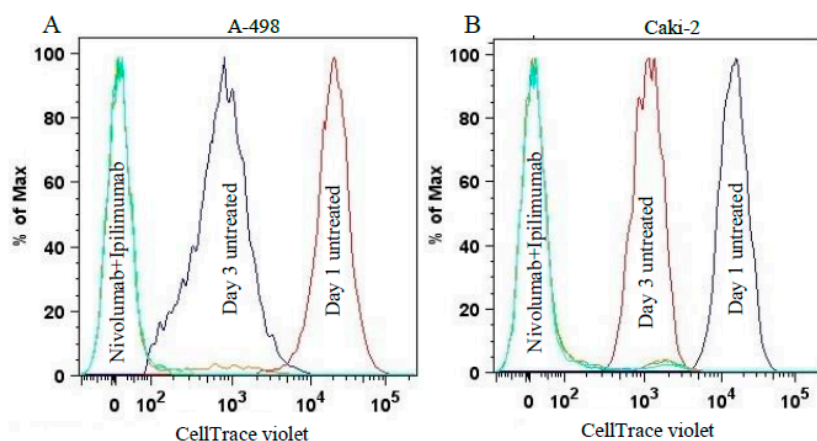 A
A-498
% of Max
100
80
60
40
20
0
Nivolumab+Ipilimumab
Day 3 untreated
Day 1 untreated
0 10² 10³ 10⁴ 10⁵
CellTrace violet
B
Caki-2
% of Max
100
80
60
40
20
0
Nivolumab+Ipilimumab
Day 3 untreated
Day 1 untreated
0 10² 10³ 10⁴ 10⁵
CellTrace violet